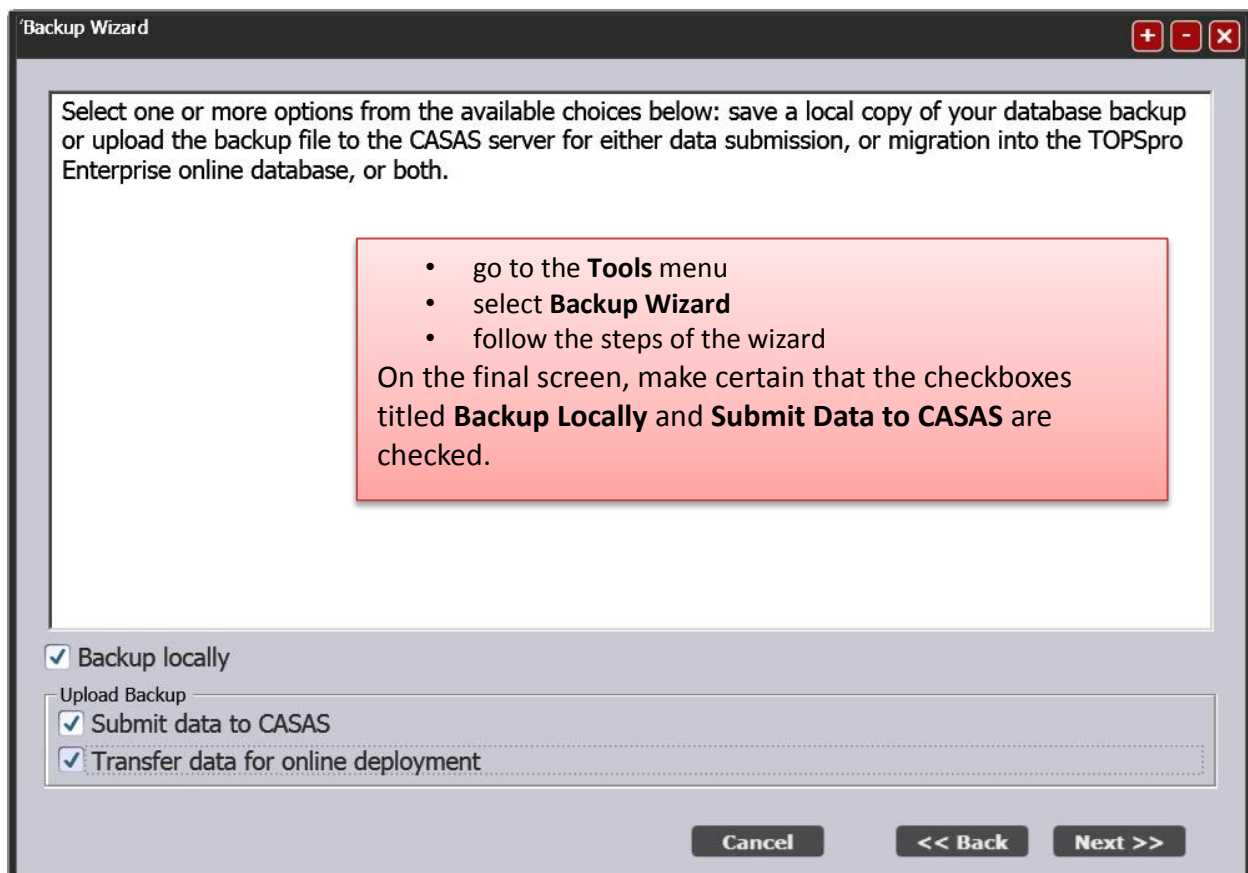 Backup Wizard
+ - x
Select one or more options from the available choices below: save a local copy of your database backup
or upload the backup file to the CASAS server for either data submission, or migration into the TOPSpro
Enterprise online database, or both.
• go to the Tools menu
• select Backup Wizard
• follow the steps of the wizard
On the final screen, make certain that the checkboxes
titled Backup Locally and Submit Data to CASAS are
checked.
Backup locally
Upload Backup
Submit data to CASAS
Transfer data for online deployment
Cancel << Back Next >>